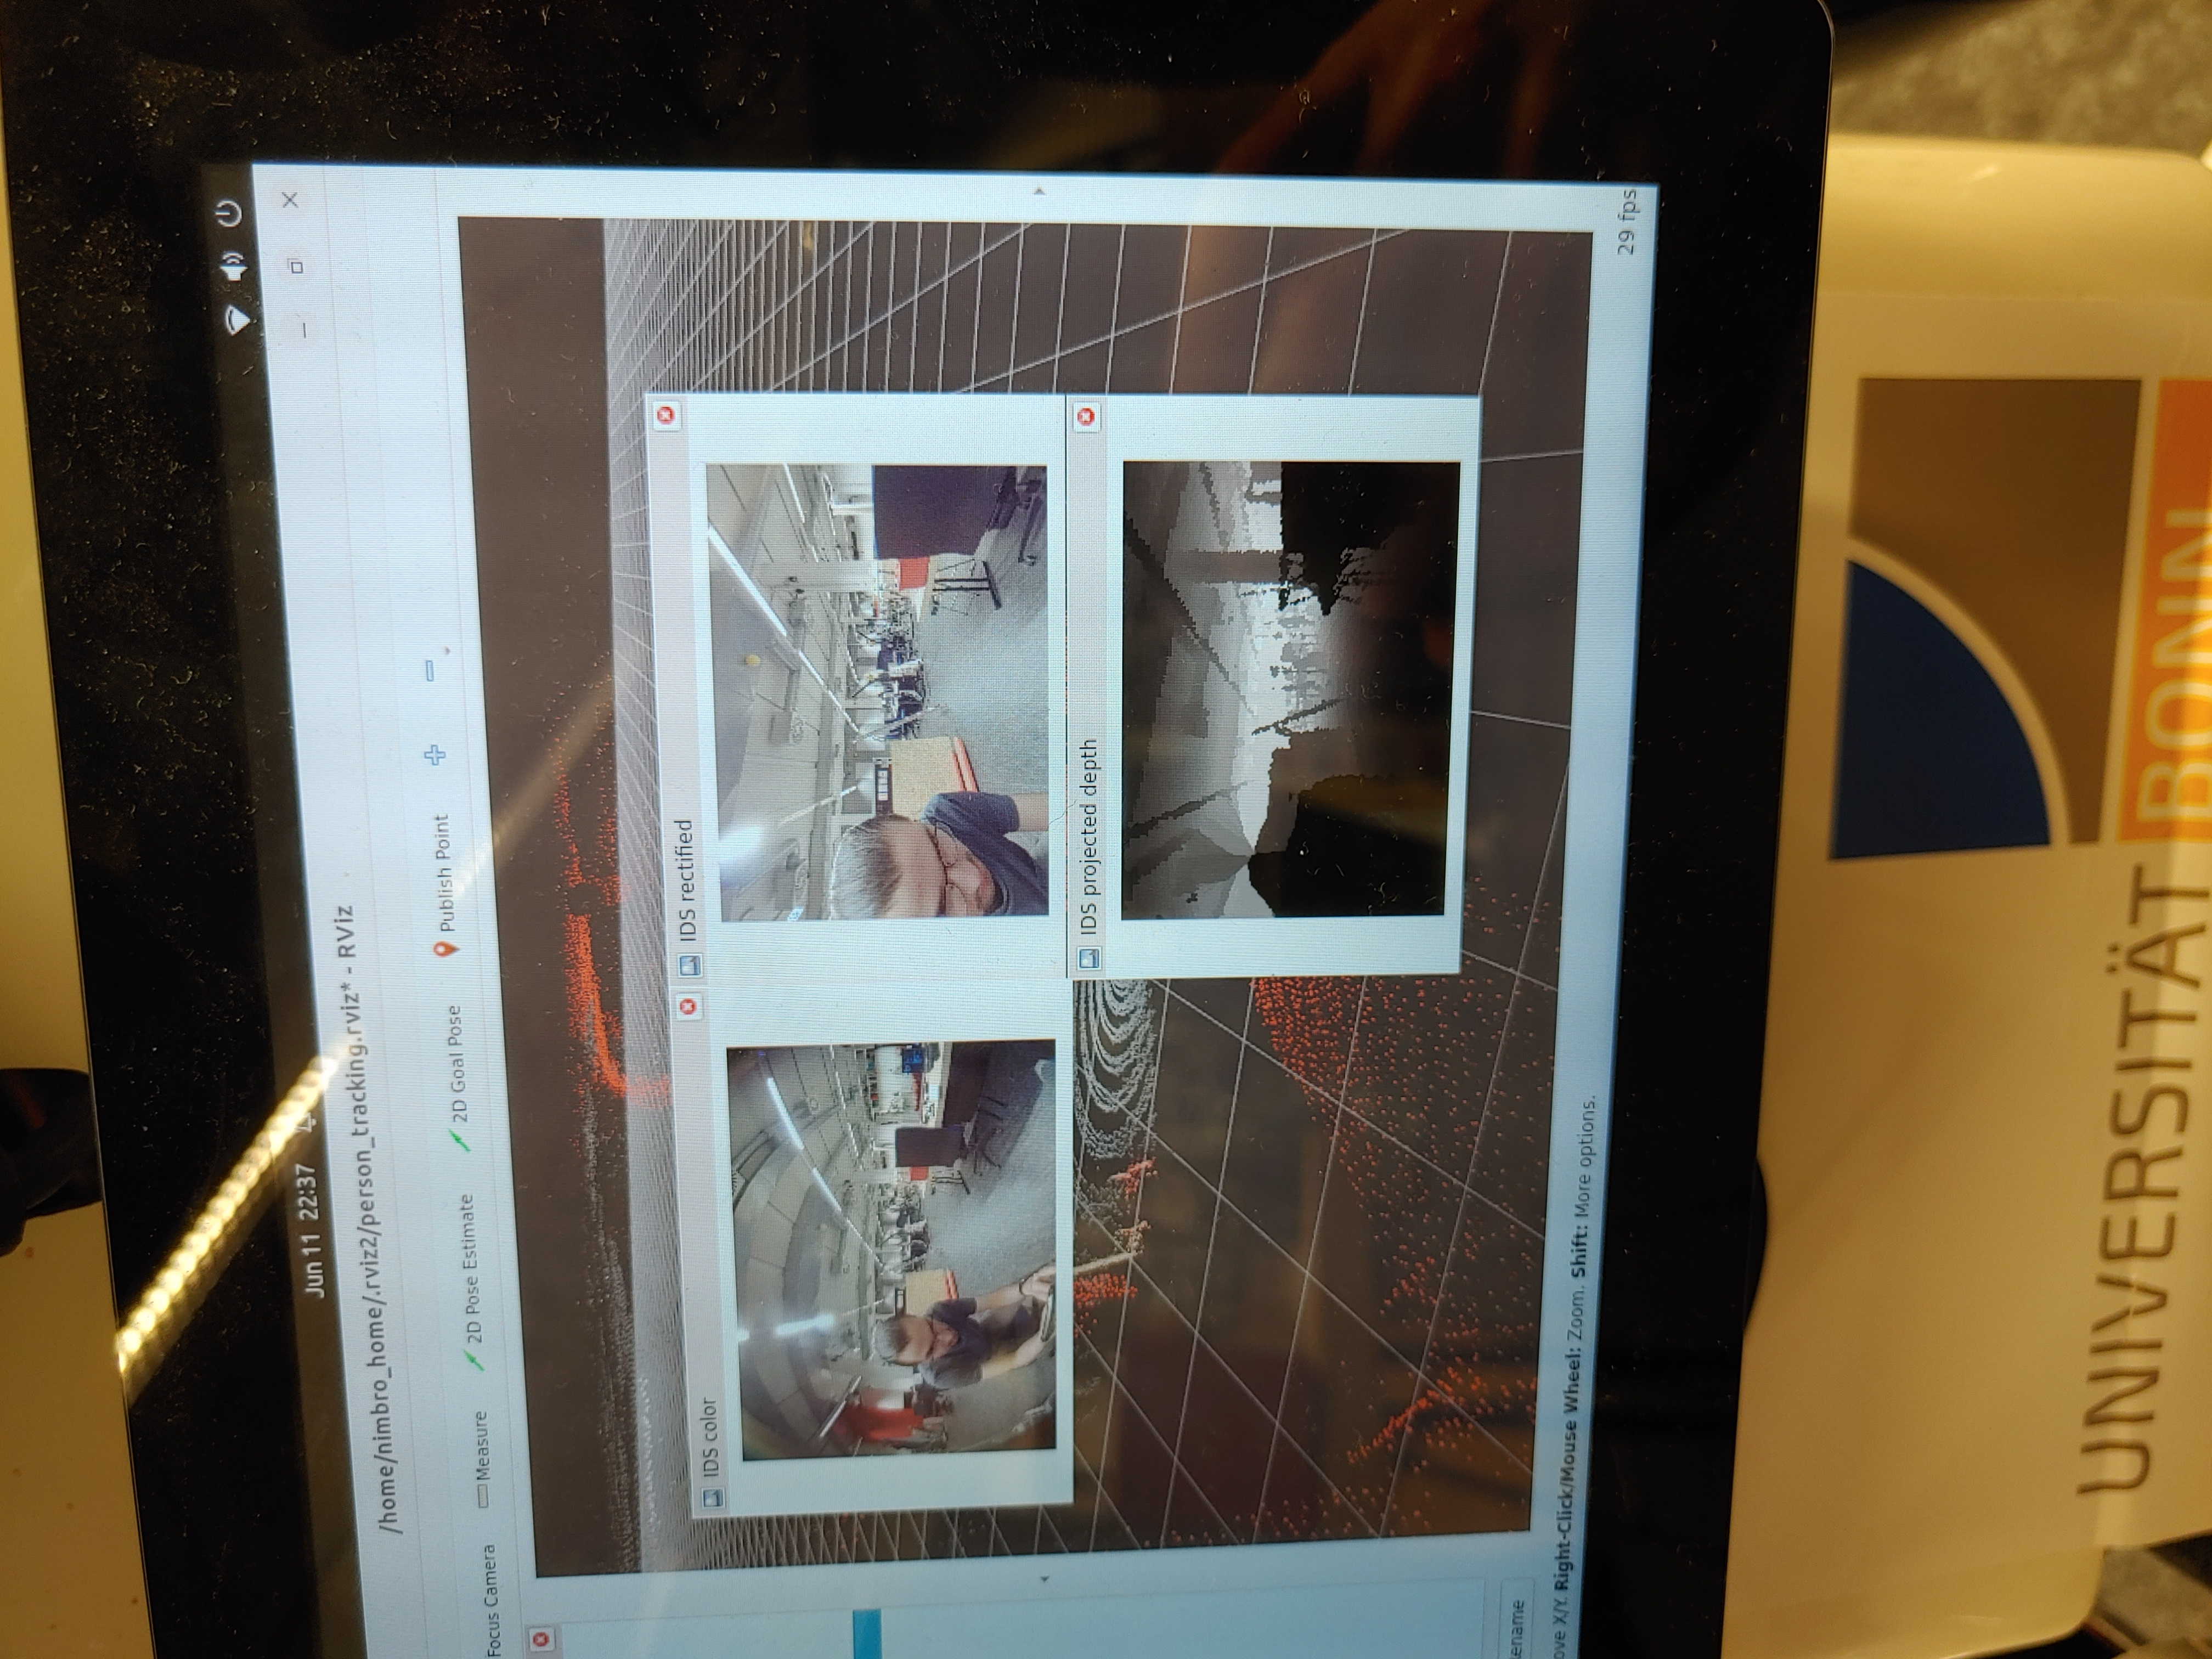 Jun 11 22:37
/home/nimbro_home/.rviz2/person_tracking.rviz* - RViz
Focus Camera Measure 2D Pose Estimate 2D Goal Pose Publish Point
IDS color
IDS rectified
IDS projected depth
ename
ove X/Y. Right-Click/Mouse Wheel: Zoom. Shift: More options.
29 fps
UNIVERSITÄT BONN